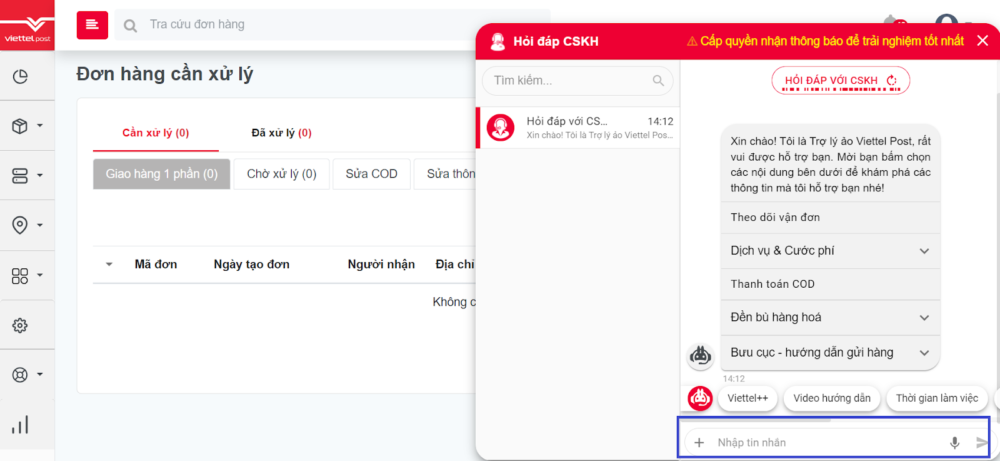 viettel post
Tra cứu đơn hàng
Đơn hàng cần xử lý
Cần xử lý (0)
Đã xử lý (0)
Giao hàng 1 phần (0)
Chờ xử lý (0)
Sửa COD
Sửa thôn
Mã đơn
Ngày tạo đơn
Người nhận
Địa chỉ
Không c
Hỏi đáp CSKH
⚠ Cấp quyền nhận thông báo để trải nghiệm tốt nhất
Tìm kiếm...
Hỏi đáp với CS...
14:12
Xin chào! Tôi là Trợ lý ảo Viettel Pos...
HỎI ĐÁP VỚI CSKH
Xin chào! Tôi là Trợ lý ảo Viettel Post, rất
vui được hỗ trợ bạn. Mời bạn bấm chọn
các nội dung bên dưới để khám phá các
thông tin mà tôi hỗ trợ bạn nhé!
Theo dõi vận đơn
Dịch vụ & Cước phí
Thanh toán COD
Đền bù hàng hoá
Bưu cục - hướng dẫn gửi hàng
14:12
Viettel++
Video hướng dẫn
Thời gian làm việc
Nhập tin nhắn